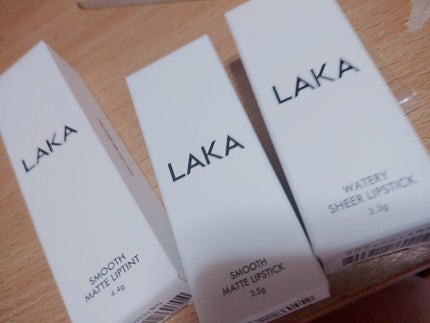 LAKA
SMOOTH
MATTE LIPTINT
4.4g
LAKA
SMOOTH
MATTE LIPSTICK
3.5g
LAKA
WATERY
SHEER LIPSTICK
3.3g